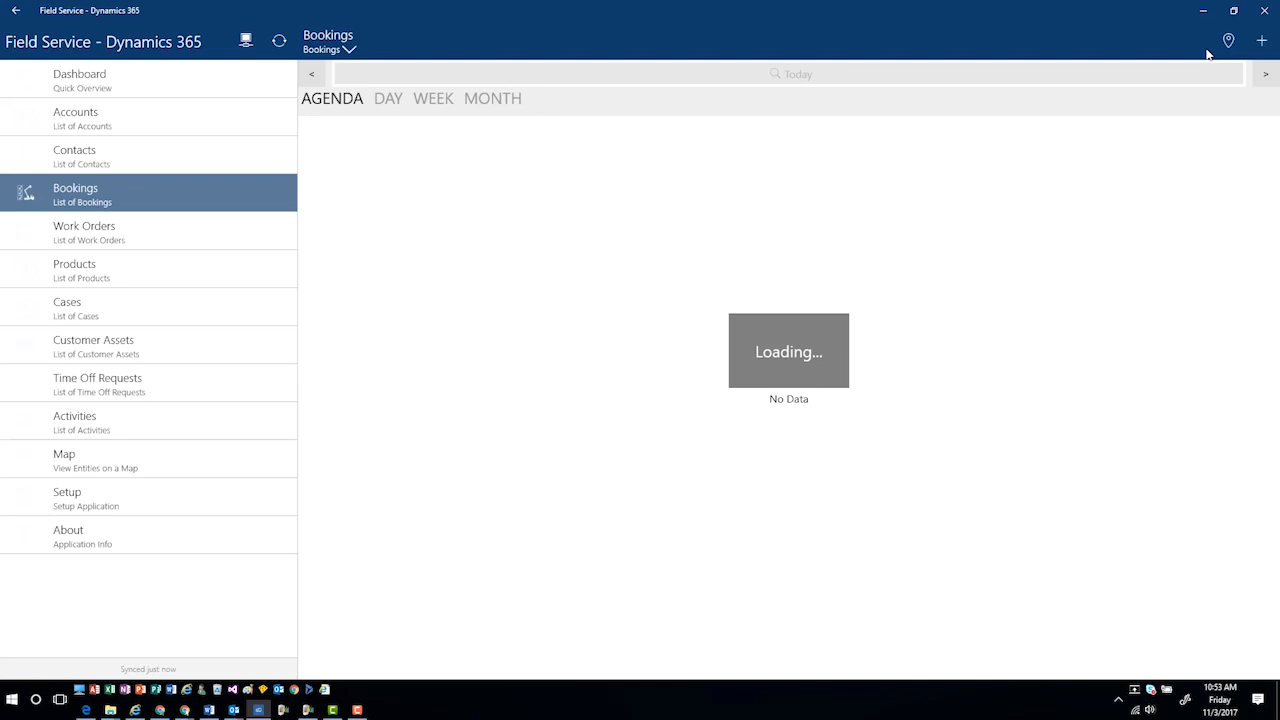 Field Service - Dynamics 365
Field Service - Dynamics 365
Bookings
Bookings
< Today >
AGENDA DAY WEEK MONTH
Dashboard
Quick Overview
Accounts
List of Accounts
Contacts
List of Contacts
Bookings
List of Bookings
Work Orders
List of Work Orders
Products
List of Products
Cases
List of Cases
Customer Assets
List of Customer Assets
Time Off Requests
List of Time Off Requests
Activities
List of Activities
Map
View Entities on a Map
Setup
Setup Application
About
Application Info
Loading...
No Data
Synced just now
10:53 AM
Friday
11/3/2017